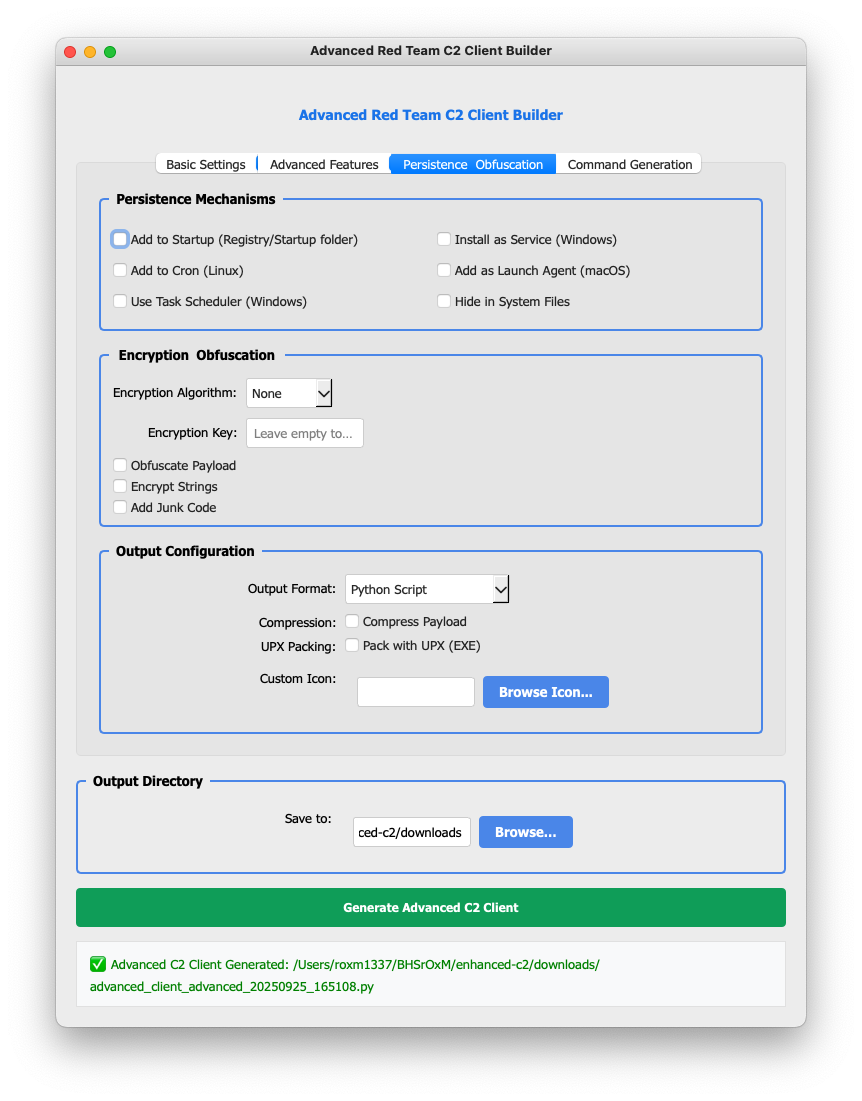 Advanced Red Team C2 Client Builder
Advanced Red Team C2 Client Builder
Basic Settings Advanced Features Persistence Obfuscation Command Generation
Persistence Mechanisms
Add to Startup (Registry/Startup folder) Install as Service (Windows)
Add to Cron (Linux) Add as Launch Agent (macOS)
Use Task Scheduler (Windows) Hide in System Files
Encryption Obfuscation
Encryption Algorithm: None
Encryption Key: Leave empty to...
Obfuscate Payload
Encrypt Strings
Add Junk Code
Output Configuration
Output Format: Python Script
Compression: Compress Payload
UPX Packing: Pack with UPX (EXE)
Custom Icon: Browse Icon...
Output Directory
Save to: ced-c2/downloads Browse...
Generate Advanced C2 Client
✅ Advanced C2 Client Generated: /Users/roxm1337/BHSrOxM/enhanced-c2/downloads/
advanced_client_advanced_20250925_165108.py